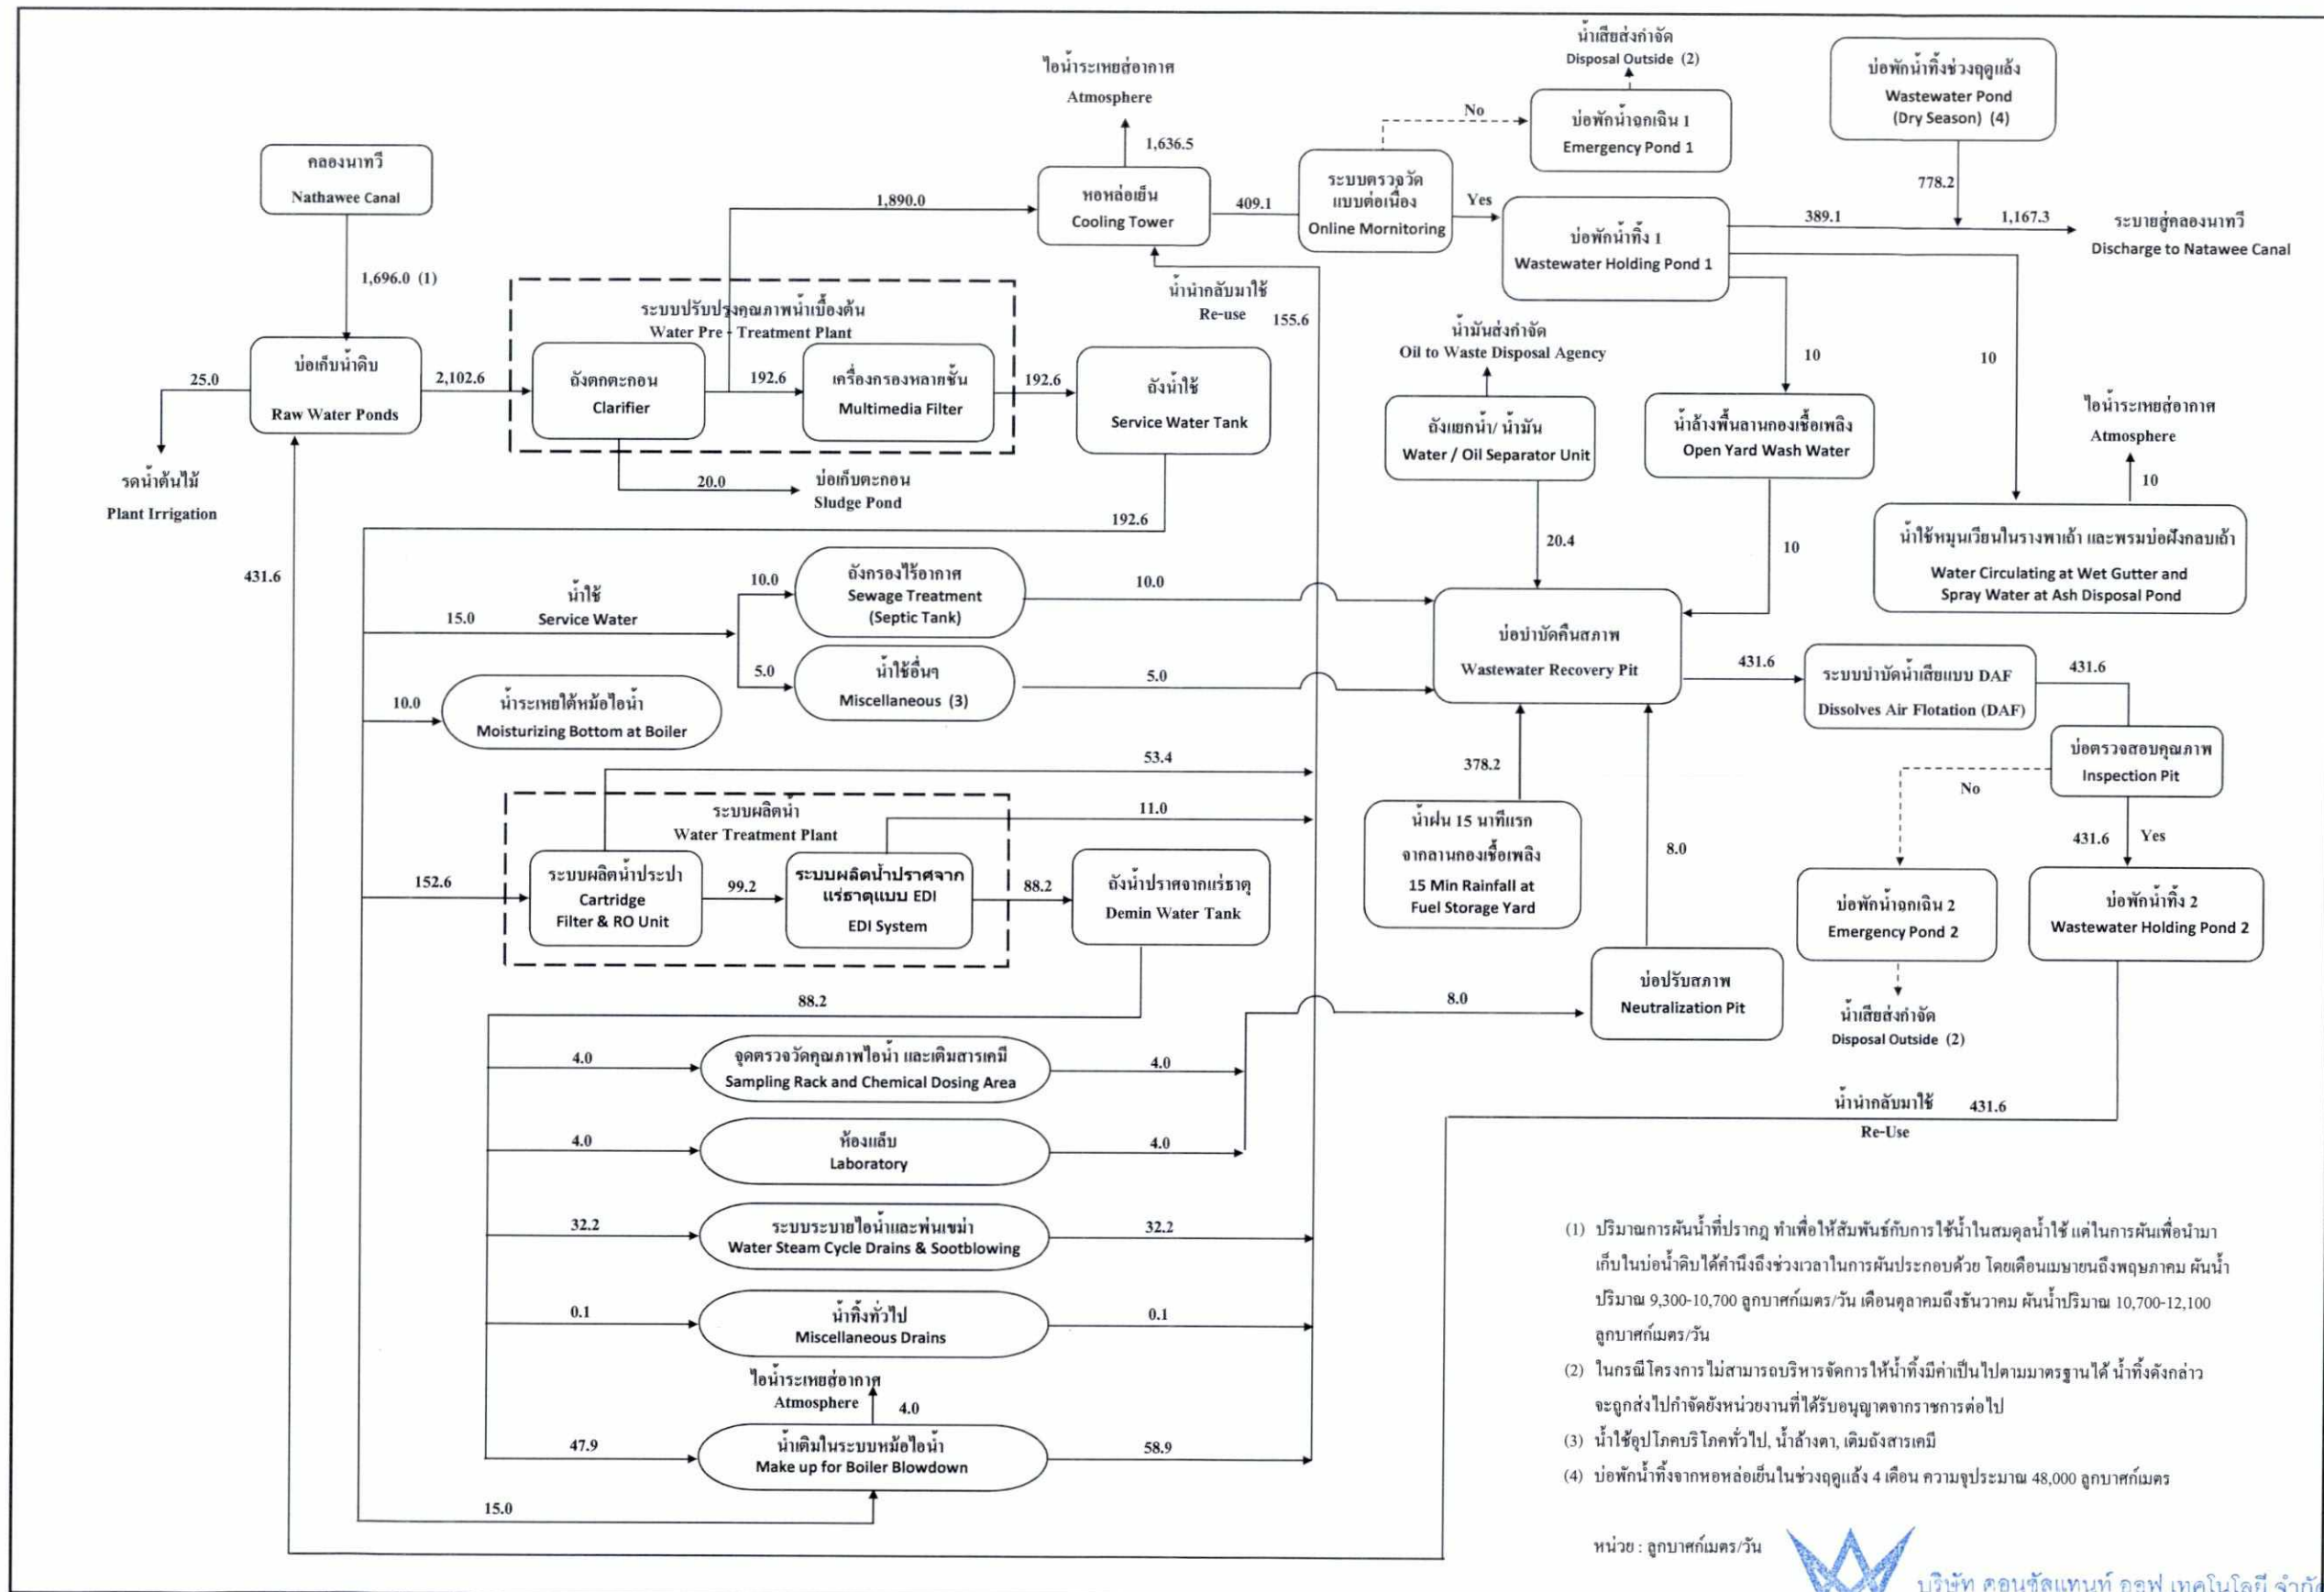 น้ำเสียส่งกำจัด
Disposal Outside (2)
ไอน้ำระเหยสู่อากาศ
Atmosphere
บ่อพักน้ำทิ้งช่วงฤดูแล้ง
Wastewater Pond
(Dry Season) (4)
No
บ่อพักน้ำฉุกเฉิน 1
Emergency Pond 1
คลองนาทวี
Nathawee Canal
1,636.5
1,890.0
หอหล่อเย็น
Cooling Tower
409.1
ระบบตรวจวัด
แบบต่อเนื่อง
Online Mornitoring
Yes
บ่อพักน้ำทิ้ง 1
Wastewater Holding Pond 1
778.2
389.1
1,167.3
ระบายสู่คลองนาทวี
Discharge to Natawee Canal
1,696.0 (1)
ระบบปรับปรุงคุณภาพน้ำเบื้องต้น
Water Pre - Treatment Plant
น้ำนำกลับมาใช้
Re-use
155.6
25.0
บ่อเก็บน้ำดิบ
Raw Water Ponds
2,102.6
ถังตกตะกอน
Clarifier
192.6
เครื่องกรองหลายชั้น
Multimedia Filter
192.6
ถังน้ำใช้
Service Water Tank
น้ำมันส่งกำจัด
Oil to Waste Disposal Agency
10
10
ถังแยกน้ำ/ น้ำมัน
Water / Oil Separator Unit
น้ำล้างพื้นลานกองเชื้อเพลิง
Open Yard Wash Water
ไอน้ำระเหยสู่อากาศ
Atmosphere
10
รดน้ำต้นไม้
Plant Irrigation
20.0
บ่อเก็บตะกอน
Sludge Pond
192.6
20.4
10
น้ำใช้หมุนเวียนในรางพาเถ้า และพรมบ่อฝังกลบเถ้า
Water Circulating at Wet Gutter and
Spray Water at Ash Disposal Pond
431.6
น้ำใช้
15.0
Service Water
10.0
ถังกรองไร้อากาศ
Sewage Treatment
(Septic Tank)
10.0
5.0
น้ำใช้อื่นๆ
Miscellaneous (3)
5.0
บ่อบำบัดคืนสภาพ
Wastewater Recovery Pit
431.6
ระบบบำบัดน้ำเสียแบบ DAF
Dissolves Air Flotation (DAF)
431.6
10.0
น้ำระเหยใต้หม้อไอน้ำ
Moisturizing Bottom at Boiler
53.4
378.2
บ่อตรวจสอบคุณภาพ
Inspection Pit
No
ระบบผลิตน้ำ
Water Treatment Plant
11.0
น้ำฝน 15 นาทีแรก
จากลานกองเชื้อเพลิง
15 Min Rainfall at
Fuel Storage Yard
8.0
431.6
Yes
152.6
ระบบผลิตน้ำประปา
Cartridge
Filter & RO Unit
99.2
ระบบผลิตน้ำปราศจาก
แร่ธาตุแบบ EDI
EDI System
88.2
ถังน้ำปราศจากแร่ธาตุ
Demin Water Tank
บ่อพักน้ำฉุกเฉิน 2
Emergency Pond 2
บ่อพักน้ำทิ้ง 2
Wastewater Holding Pond 2
88.2
8.0
บ่อปรับสภาพ
Neutralization Pit
น้ำเสียส่งกำจัด
Disposal Outside (2)
4.0
จุดตรวจวัดคุณภาพไอน้ำ และเติมสารเคมี
Sampling Rack and Chemical Dosing Area
4.0
น้ำนำกลับมาใช้
431.6
Re-Use
4.0
ห้องแล็บ
Laboratory
4.0
32.2
ระบบระบายไอน้ำและพ่นเขม่า
Water Steam Cycle Drains & Sootblowing
32.2
0.1
น้ำทิ้งทั่วไป
Miscellaneous Drains
0.1
ไอน้ำระเหยสู่อากาศ
Atmosphere
4.0
47.9
น้ำเติมในระบบหม้อไอน้ำ
Make up for Boiler Blowdown
58.9
15.0
(1) ปริมาณการผันน้ำที่ปรากฎ ทำเพื่อให้สัมพันธ์กับการใช้น้ำในสมดุลน้ำใช้ แต่ในการผันเพื่อนำมา
เก็บในบ่อน้ำดิบได้คำนึงถึงช่วงเวลาในการผันประกอบด้วย โดยเดือนเมษายนถึงพฤษภาคม ผันน้ำ
ปริมาณ 9,300-10,700 ลูกบาศก์เมตร/วัน เดือนตุลาคมถึงธันวาคม ผันน้ำปริมาณ 10,700-12,100
ลูกบาศก์เมตร/วัน
(2) ในกรณีโครงการไม่สามารถบริหารจัดการให้น้ำทิ้งมีค่าเป็นไปตามมาตรฐานได้ น้ำทิ้งดังกล่าว
จะถูกส่งไปกำจัดยังหน่วยงานที่ได้รับอนุญาตจากราชการต่อไป
(3) น้ำใช้อุปโภคบริโภคทั่วไป, น้ำล้างตา, เติมถังสารเคมี
(4) บ่อพักน้ำทิ้งจากหอหล่อเย็นในช่วงฤดูแล้ง 4 เดือน ความจุประมาณ 48,000 ลูกบาศก์เมตร
หน่วย : ลูกบาศก์เมตร/วัน
บริษัท คอนซัลแทนท์ ออฟ เทคโนโลยี